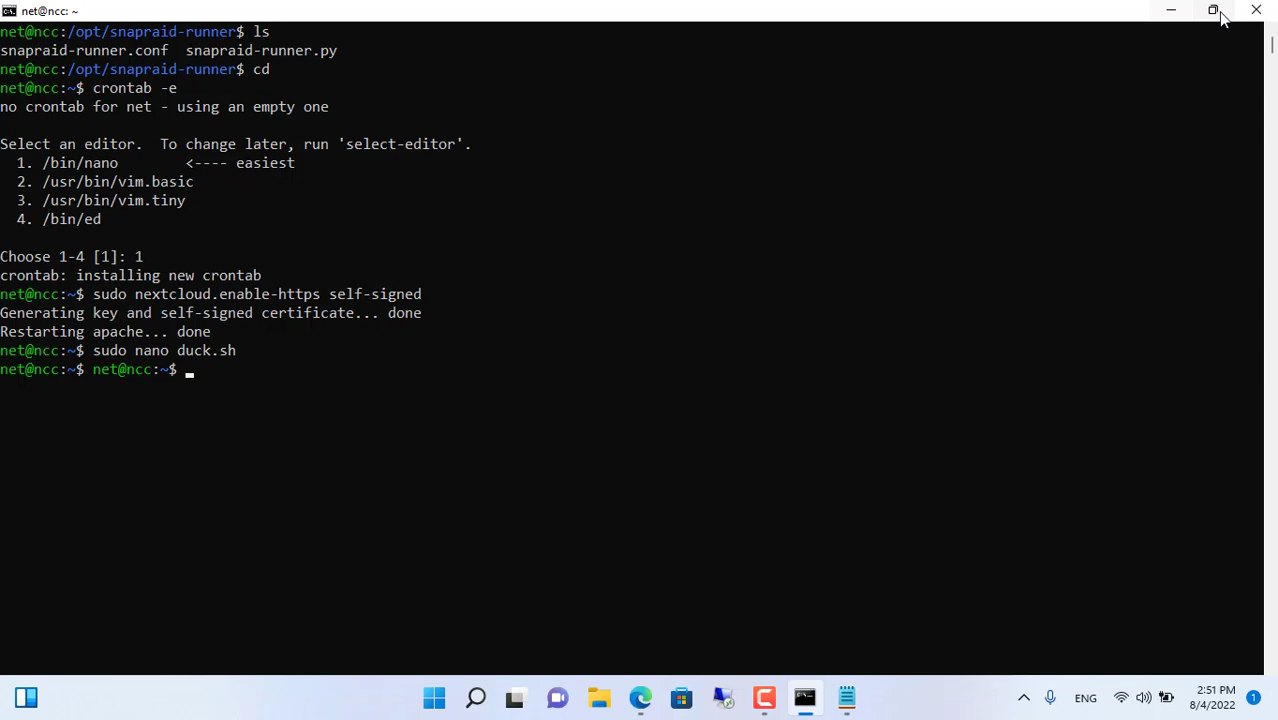 net@ncc: ~
net@ncc:/opt/snapraid-runner$ ls
snapraid-runner.conf  snapraid-runner.py
net@ncc:/opt/snapraid-runner$ cd
net@ncc:~$ crontab -e
no crontab for net - using an empty one
Select an editor.  To change later, run 'select-editor'.
  1. /bin/nano        <---- easiest
  2. /usr/bin/vim.basic
  3. /usr/bin/vim.tiny
  4. /bin/ed
Choose 1-4 [1]: 1
crontab: installing new crontab
net@ncc:~$ sudo nextcloud.enable-https self-signed
Generating key and self-signed certificate... done
Restarting apache... done
net@ncc:~$ sudo nano duck.sh
net@ncc:~$ net@ncc:~$
ENG
2:51 PM
8/4/2022
1